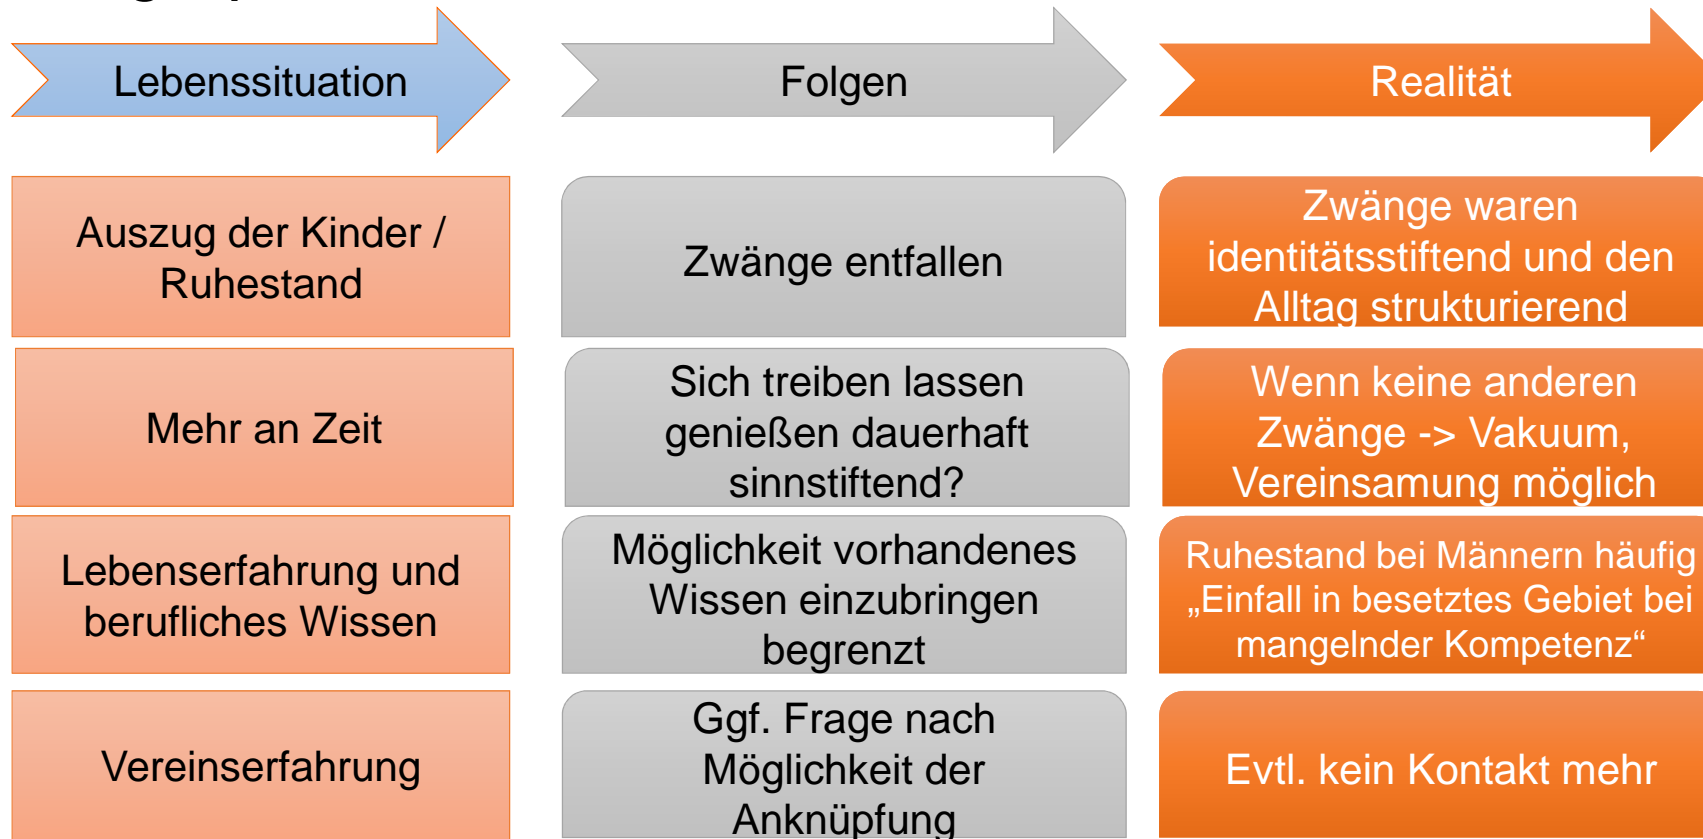 Lebenssituation
Folgen
Realität
Auszug der Kinder /
Ruhestand
Zwänge entfallen
Zwänge waren
identitätsstiftend und den
Alltag strukturierend
Mehr an Zeit
Sich treiben lassen
genießen dauerhaft
sinnstiftend?
Wenn keine anderen
Zwänge -> Vakuum,
Vereinsamung möglich
Lebenserfahrung und
berufliches Wissen
Möglichkeit vorhandenes
Wissen einzubringen
begrenzt
Ruhestand bei Männern häufig
„Einfall in besetztes Gebiet bei
mangelnder Kompetenz“
Vereinserfahrung
Ggf. Frage nach
Möglichkeit der
Anknüpfung
Evtl. kein Kontakt mehr